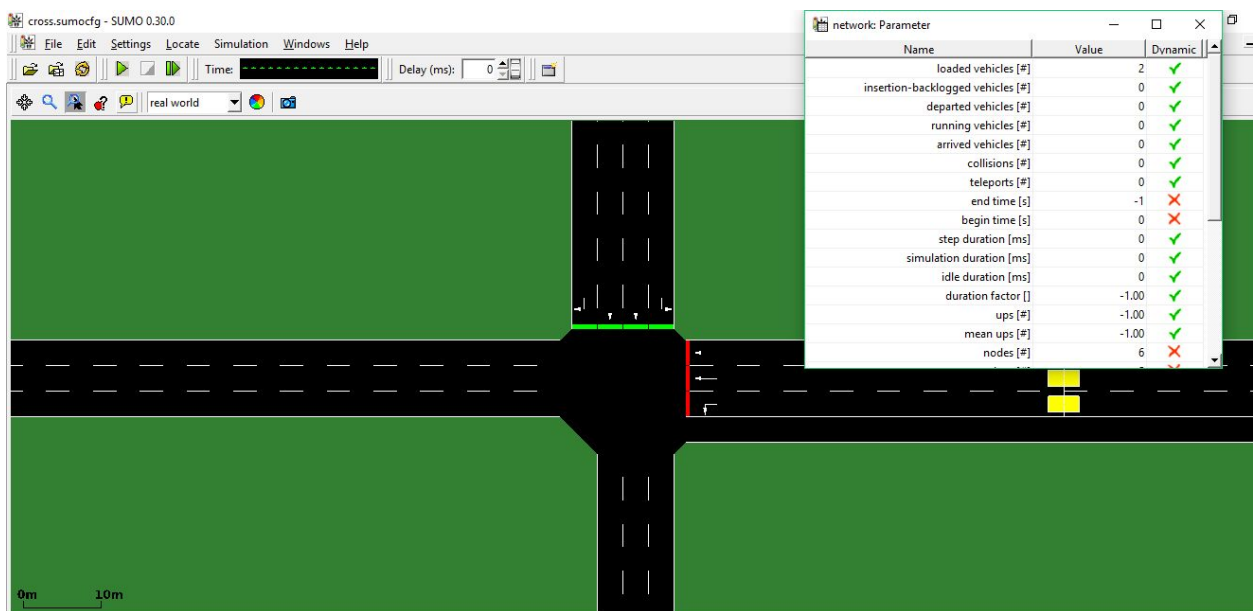 cross.sumocfg - SUMO 0.30.0
File Edit Settings Locate Simulation Windows Help
Time: Delay (ms): 0
real world
network: Parameter
Name Value Dynamic
loaded vehicles [#] 2
insertion-backlogged vehicles [#] 0
departed vehicles [#] 0
running vehicles [#] 0
arrived vehicles [#] 0
collisions [#] 0
teleports [#] 0
end time [s] -1
begin time [s] 0
step duration [ms] 0
simulation duration [ms] 0
idle duration [ms] 0
duration factor [] -1.00
ups [#] -1.00
mean ups [#] -1.00
nodes [#] 6
0m 10m